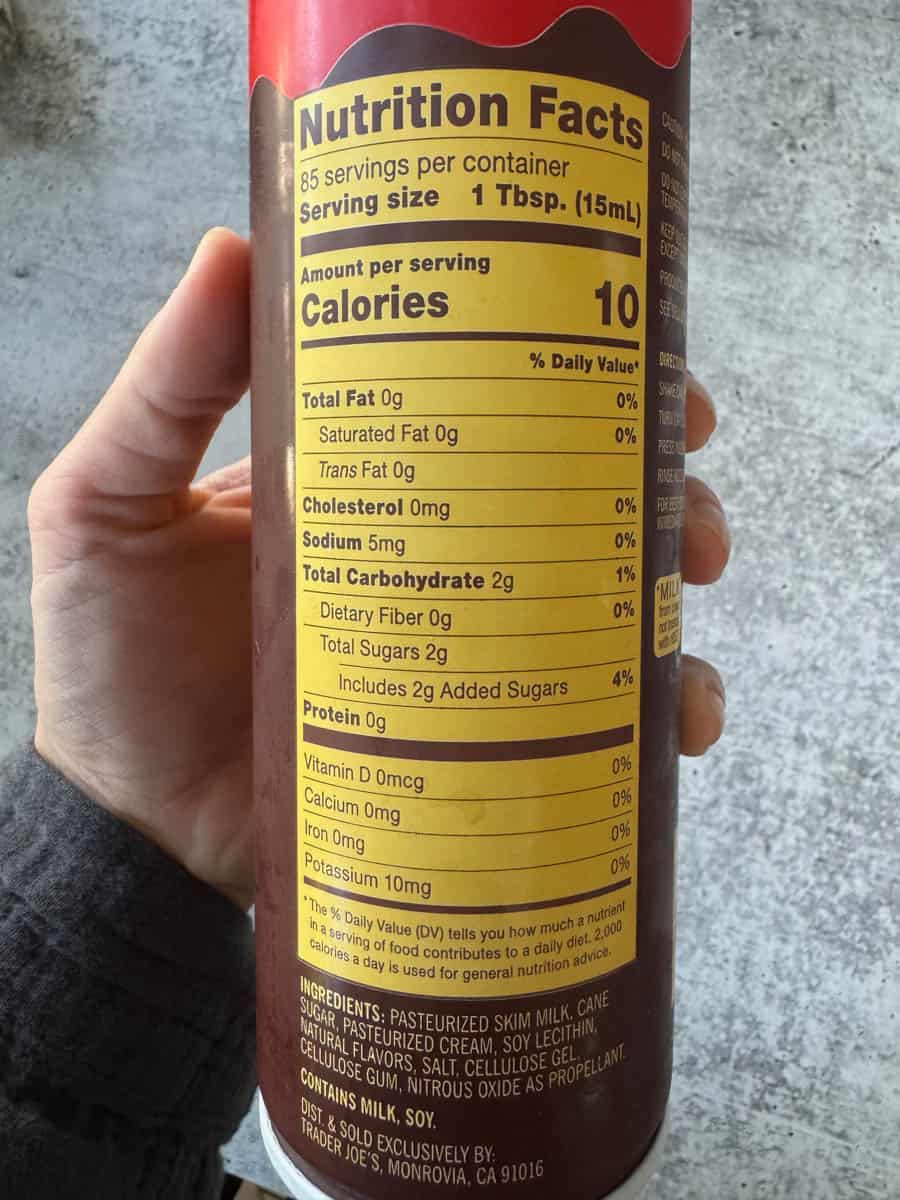 Nutrition Facts
85 servings per container
Serving size 1 Tbsp. (15mL)
Amount per serving
Calories 10
% Daily Value*
Total Fat 0g 0%
Saturated Fat 0g 0%
Trans Fat 0g
Cholesterol 0mg 0%
Sodium 5mg 0%
Total Carbohydrate 2g 1%
Dietary Fiber 0g 0%
Total Sugars 2g
Includes 2g Added Sugars 4%
Protein 0g
Vitamin D 0mcg 0%
Calcium 0mg 0%
Iron 0mg 0%
Potassium 10mg 0%
*The % Daily Value (DV) tells you how much a nutrient
in a serving of food contributes to a daily diet. 2,000
calories a day is used for general nutrition advice.
INGREDIENTS: PASTEURIZED SKIM MILK, CANE
SUGAR, PASTEURIZED CREAM, SOY LECITHIN,
NATURAL FLAVORS, SALT, CELLULOSE GEL,
CELLULOSE GUM, NITROUS OXIDE AS PROPELLANT.
CONTAINS MILK, SOY.
DIST. & SOLD EXCLUSIVELY BY:
TRADER JOE'S, MONROVIA, CA 91016
DO NOT
KEEP
*MILK
from
not